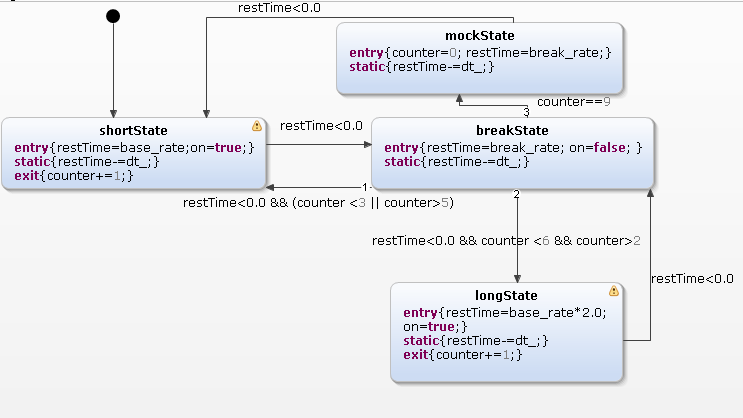 restTime<0.0
mockState
entry{counter=0; restTime=break_rate;}
static{restTime-=dt_;}
counter==9
3
shortState
entry{restTime=base_rate;on=true;}
static{restTime-=dt_;}
exit{counter+=1;}
restTime<0.0
breakState
entry{restTime=break_rate; on=false; }
static{restTime-=dt_;}
1
restTime<0.0 && (counter <3 || counter>5)
2
restTime<0.0 && counter <6 && counter>2
restTime<0.0
longState
entry{restTime=base_rate*2.0;
on=true;}
static{restTime-=dt_;}
exit{counter+=1;}